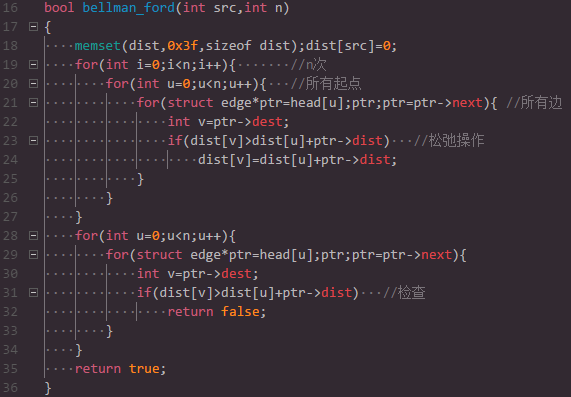 16 bool bellman_ford(int src,int n)
17 {
18     memset(dist,0x3f,sizeof dist);dist[src]=0;
19     for(int i=0;i<n;i++){       //n次
20         for(int u=0;u<n;u++){   //所有起点
21             for(struct edge*ptr=head[u];ptr;ptr=ptr->next){ //所有边
22                 int v=ptr->dest;
23                 if(dist[v]>dist[u]+ptr->dist)   //松弛操作
24                     dist[v]=dist[u]+ptr->dist;
25             }
26         }
27     }
28     for(int u=0;u<n;u++){
29         for(struct edge*ptr=head[u];ptr;ptr=ptr->next){
30             int v=ptr->dest;
31             if(dist[v]>dist[u]+ptr->dist)   //检查
32                 return false;
33         }
34     }
35     return true;
36 }